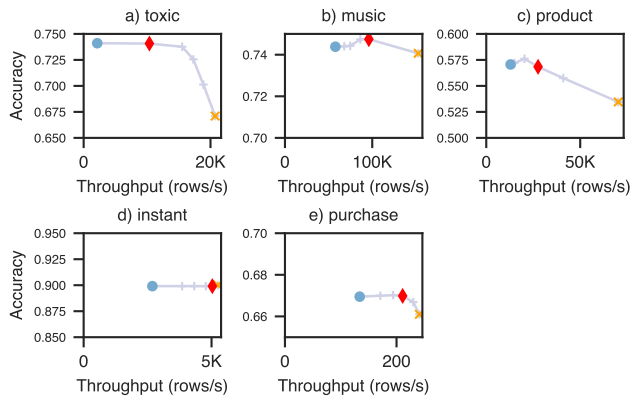 a) toxic
b) music
c) product
Accuracy
0.750
0.725
0.700
0.675
0.650
0
20K
Throughput (rows/s)
0.74
0.72
0.70
0
100K
Throughput (rows/s)
0.600
0.575
0.550
0.525
0.500
0
50K
Throughput (rows/s)
d) instant
e) purchase
Accuracy
0.950
0.925
0.900
0.875
0.850
0
5K
Throughput (rows/s)
0.70
0.68
0.66
0
200
Throughput (rows/s)